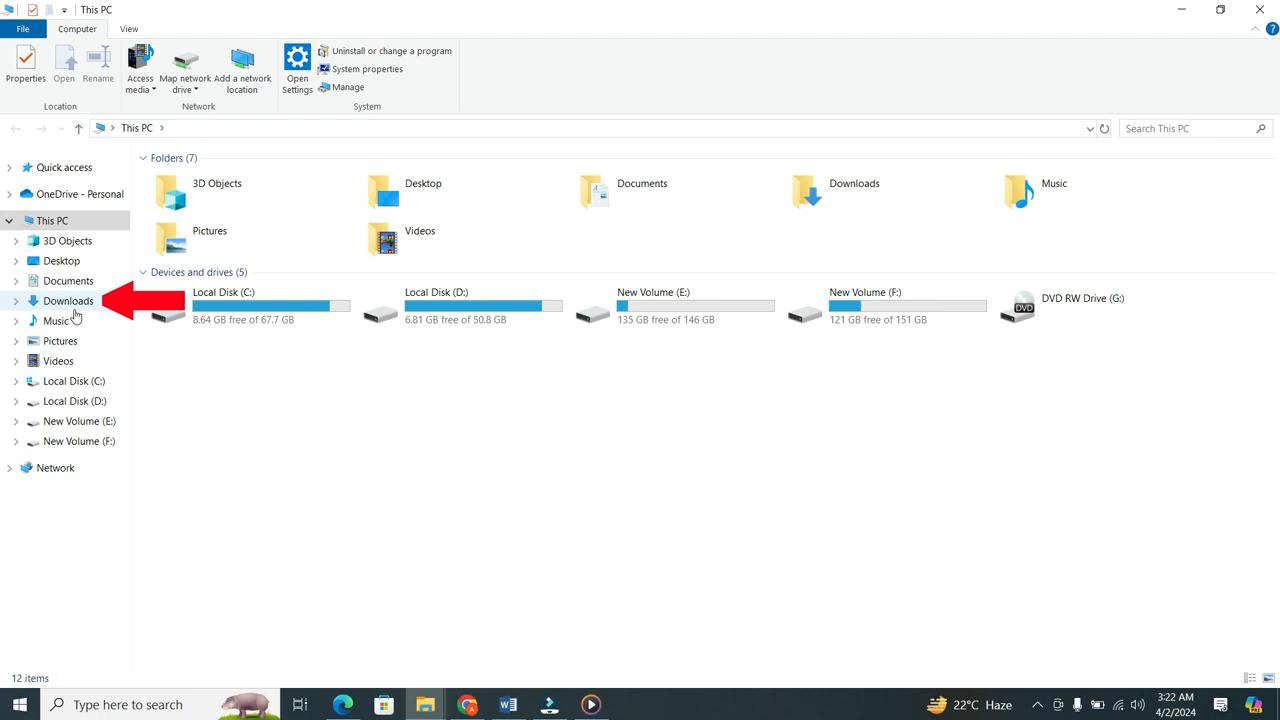 This PC
File
Computer
View
Properties
Open
Rename
Access media
Map network drive
Add a network location
Open Settings
Uninstall or change a program
System properties
Manage
Location
Network
System
This PC
Search This PC
Quick access
OneDrive - Personal
This PC
3D Objects
Desktop
Documents
Downloads
Music
Pictures
Videos
Local Disk (C:)
Local Disk (D:)
New Volume (E:)
New Volume (F:)
Network
Folders (7)
3D Objects
Desktop
Documents
Downloads
Music
Pictures
Videos
Devices and drives (5)
Local Disk (C:)
8.64 GB free of 67.7 GB
Local Disk (D:)
6.81 GB free of 50.8 GB
New Volume (E:)
135 GB free of 146 GB
New Volume (F:)
121 GB free of 151 GB
DVD RW Drive (G:)
DVD
12 items
Type here to search
22°C Haze
3:22 AM
4/2/2024